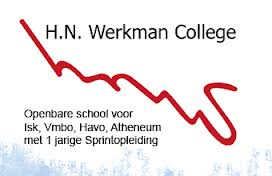 H.N. Werkman College
Openbare school voor
Isk, Vmbo, Havo, Atheneum
met 1 jarige Sprintopleiding